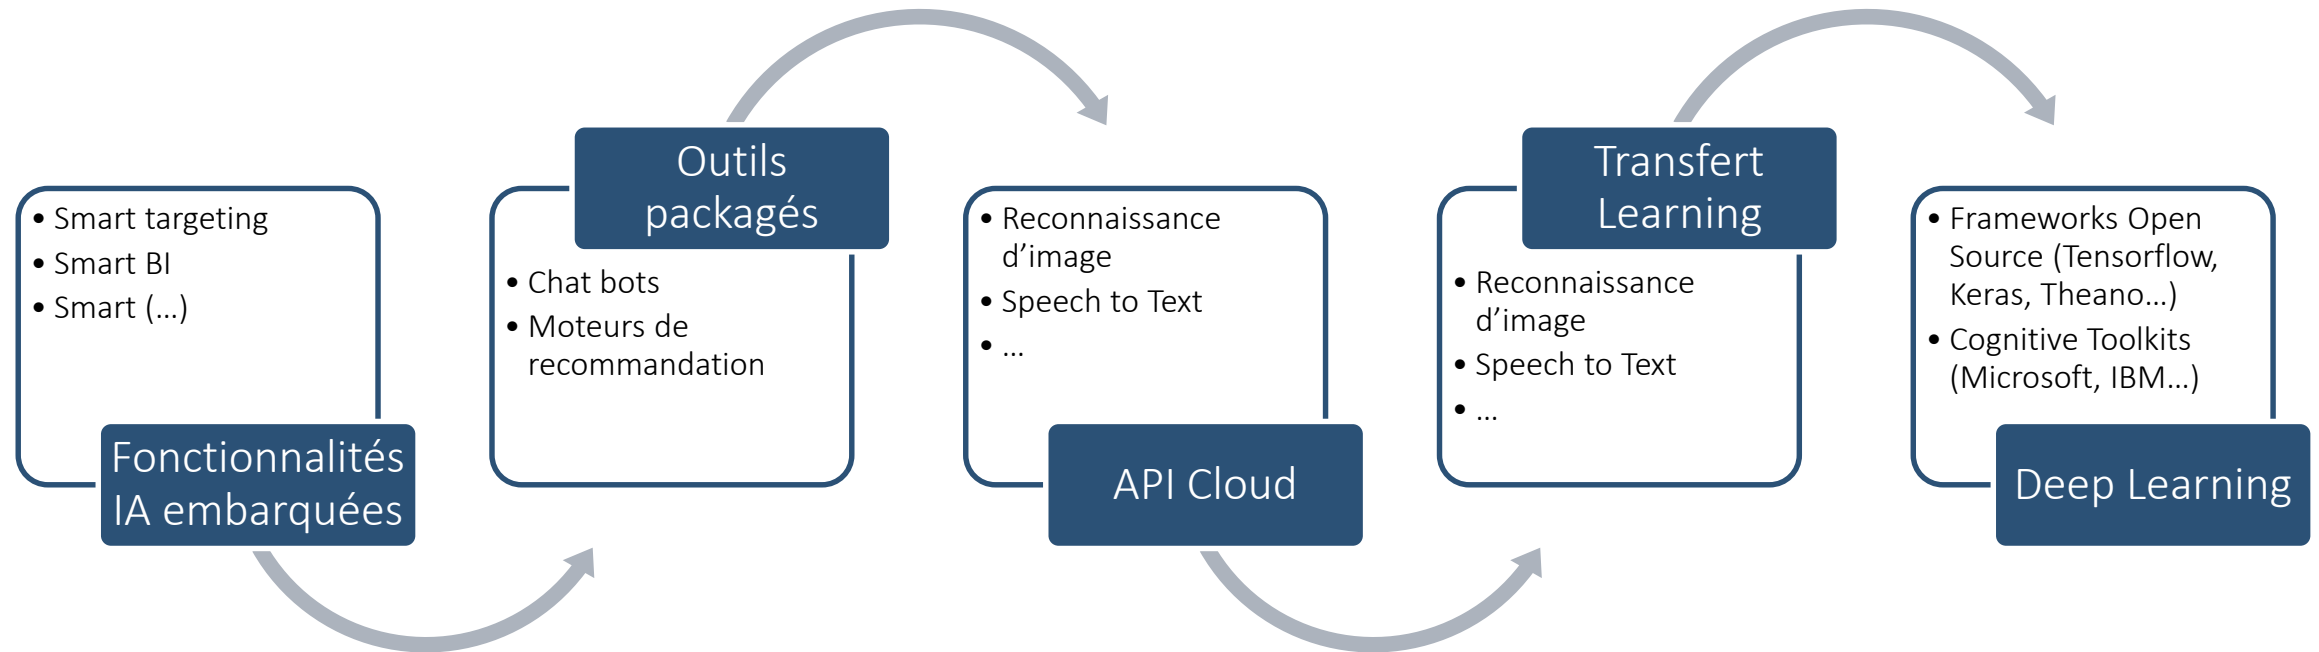 • Smart targeting
• Smart BI
• Smart (...)
Fonctionnalités
IA embarquées
Outils
packagés
• Chat bots
• Moteurs de
recommandation
• Reconnaissance
d’image
• Speech to Text
• ...
API Cloud
Transfert
Learning
• Reconnaissance
d’image
• Speech to Text
• ...
• Frameworks Open
Source (Tensorflow,
Keras, Theano...)
• Cognitive Toolkits
(Microsoft, IBM...)
Deep Learning